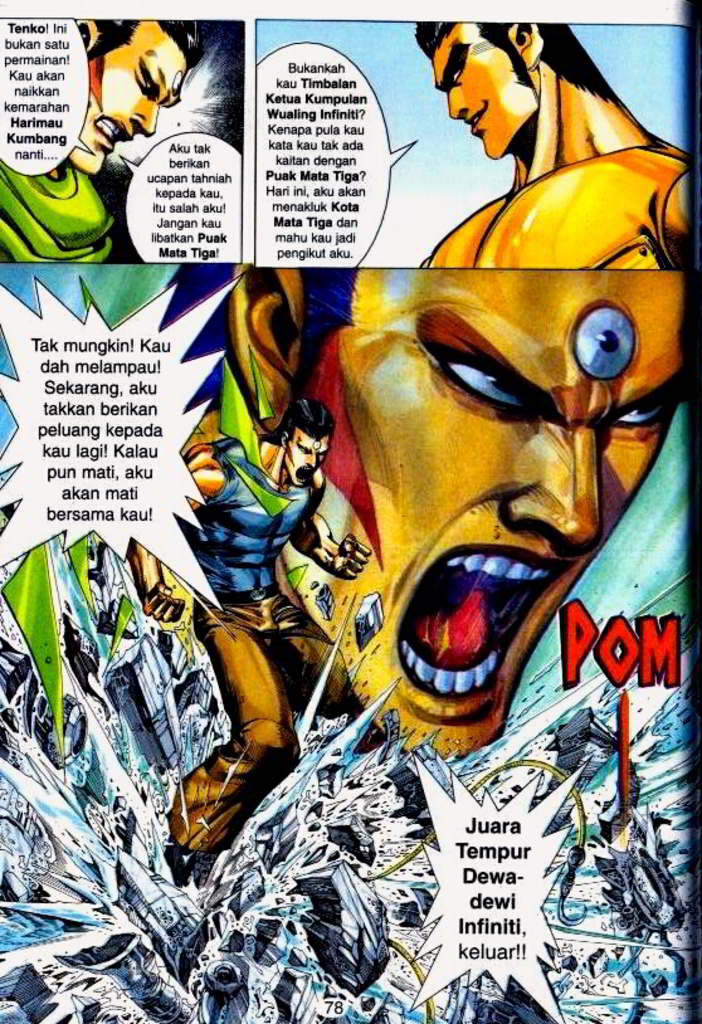 Tenko! Ini
bukan satu
permainan!
Kau akan
naikkan
kemarahan
Harimau
Kumbang
nanti....
Aku tak
berikan
ucapan tahniah
kepada kau,
itu salah aku!
Jangan kau
libatkan Puak
Mata Tiga!
Bukankah
kau Timbalan
Ketua Kumpulan
Wualing Infiniti?
Kenapa pula kau
kata kau tak ada
kaitan dengan
Puak Mata Tiga?
Hari ini, aku akan
menakluk Kota
Mata Tiga dan
mahu kau jadi
pengikut aku.
Tak mungkin! Kau
dah melampau!
Sekarang, aku
takkan berikan
peluang kepada
kau lagi! Kalau
pun mati, aku
akan mati
bersama kau!
POM
Juara
Tempur
Dewa-
dewi
Infiniti,
keluar!!
78